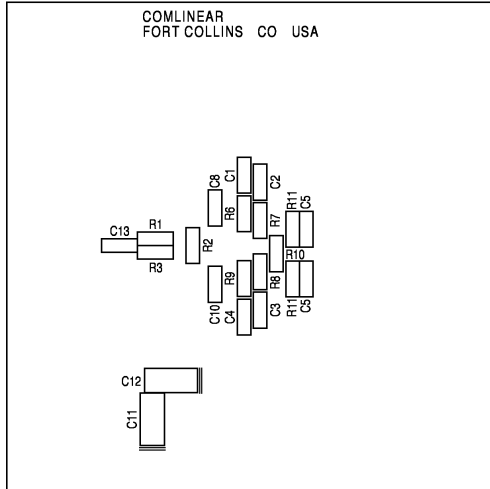 COMLINEAR
FORT COLLINS CO USA
C1
C2
C8
R11
C5
R6
R7
R1
C13
R2
R3
R10
R9
R8
R11
C5
C10
C4
C3
C12
C11